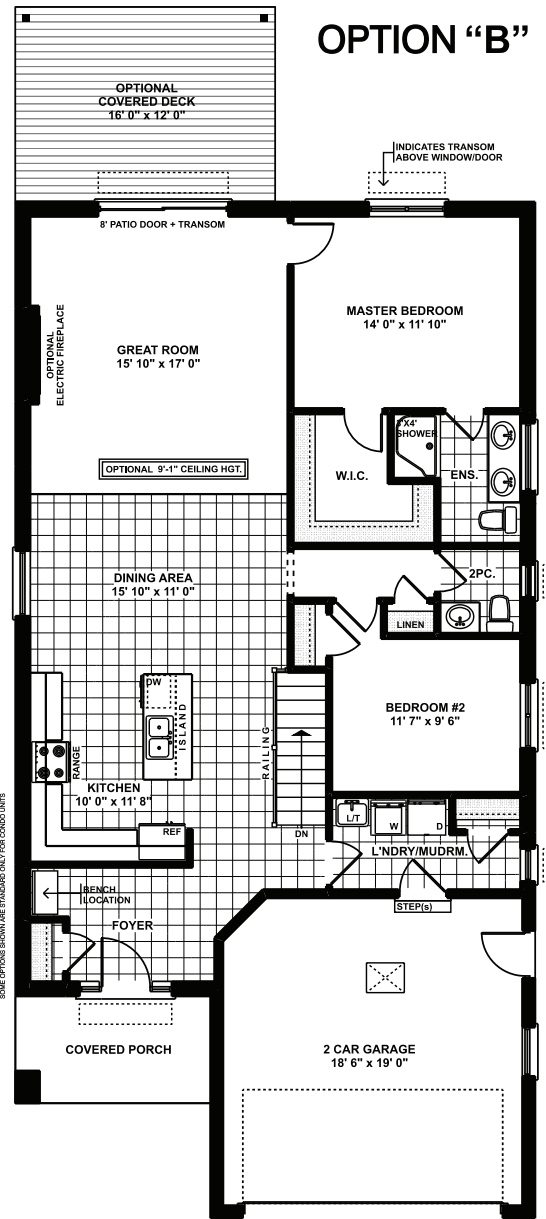 OPTION “B”
OPTIONAL
COVERED DECK
16' 0" x 12' 0"
INDICATES TRANSOM
ABOVE WINDOW/DOOR
8' PATIO DOOR + TRANSOM
MASTER BEDROOM
14' 0" x 11' 10"
OPTIONAL
ELECTRIC FIREPLACE
GREAT ROOM
15' 10" x 17' 0"
3'X4'
SHOWER
OPTIONAL 9'-1" CEILING HGT.
W.I.C.
ENS.
DINING AREA
15' 10" x 11' 0"
2PC.
LINEN
DW
ISLAND
RAILING
BEDROOM #2
11' 7" x 9' 6"
RANGE
KITCHEN
10' 0" x 11' 8"
REF
DN
L/T
W
D
L'NDRY/MUDRM.
BENCH
LOCATION
STEP(s)
FOYER
SOME OPTIONS SHOWN ARE STANDARD ONLY FOR CONDO UNITS
COVERED PORCH
2 CAR GARAGE
18' 6" x 19' 0"